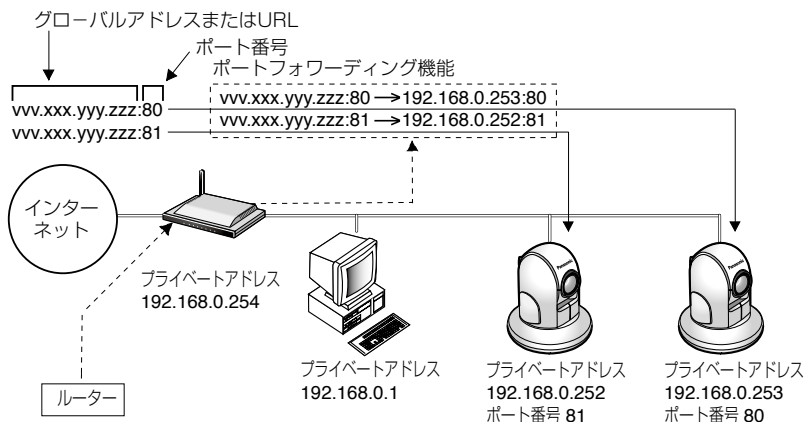 グローバルアドレスまたはURL
ポート番号
ポートフォワーディング機能
vvv.xxx.yyy.zzz:80
vvv.xxx.yyy.zzz:81
vvv.xxx.yyy.zzz:80→192.168.0.253:80
vvv.xxx.yyy.zzz:81→192.168.0.252:81
インター
ネット
プライベートアドレス
192.168.0.254
ルーター
プライベートアドレス
192.168.0.1
Panasonic
プライベートアドレス
192.168.0.252
ポート番号 81
Panasonic
プライベートアドレス
192.168.0.253
ポート番号 80